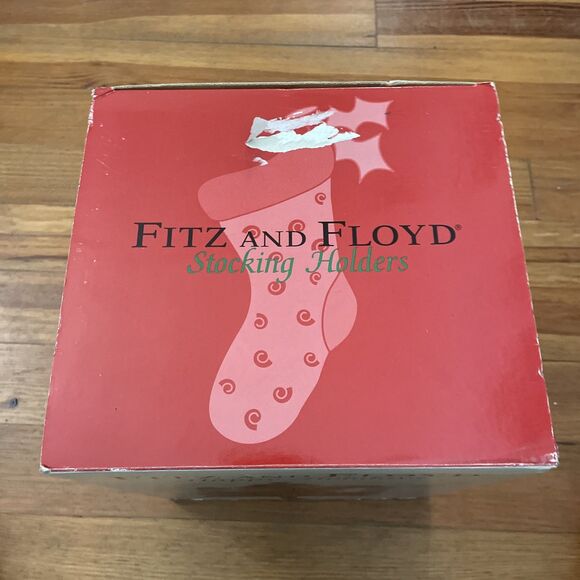 FITZ AND FLOYD®
Stocking Holders